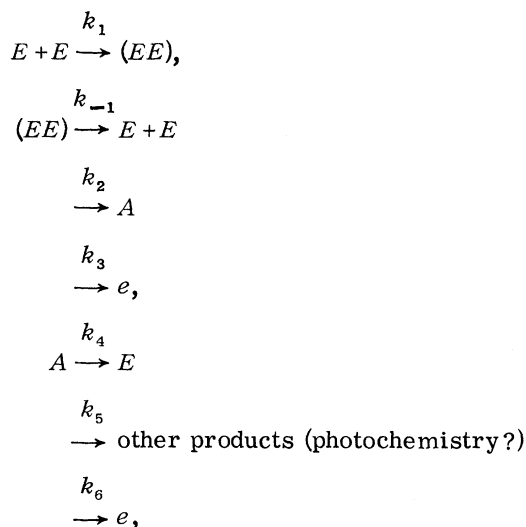 k₁
E + E ⟶ (EE),
k₋₁
(EE) ⟶ E + E
k₂
⟶ A
k₃
⟶ e,
k₄
A ⟶ E
k₅
⟶ other products (photochemistry?)
k₆
⟶ e,